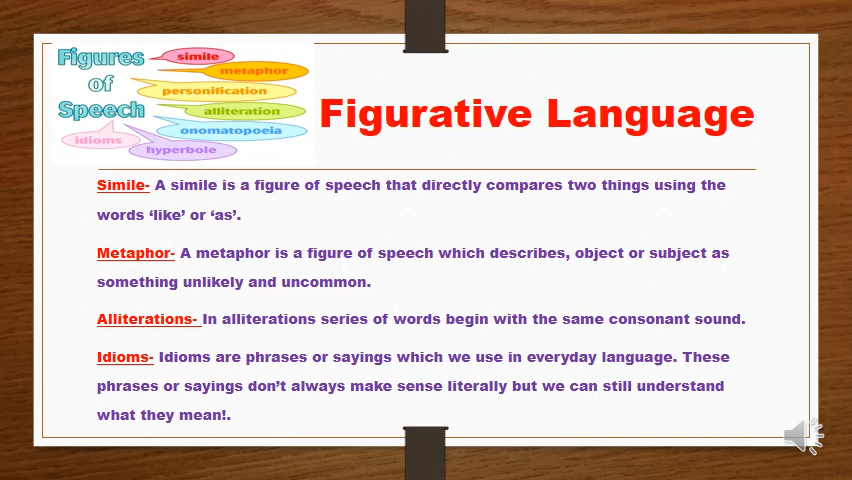 Figures
of
Speech
simile
metaphor
personification
alliteration
onomatopoeia
idioms
hyperbole
Figurative Language
Simile- A simile is a figure of speech that directly compares two things using the
words ‘like’ or ‘as’.
Metaphor- A metaphor is a figure of speech which describes, object or subject as
something unlikely and uncommon.
Alliterations- In alliterations series of words begin with the same consonant sound.
Idioms- Idioms are phrases or sayings which we use in everyday language. These
phrases or sayings don’t always make sense literally but we can still understand
what they mean!.